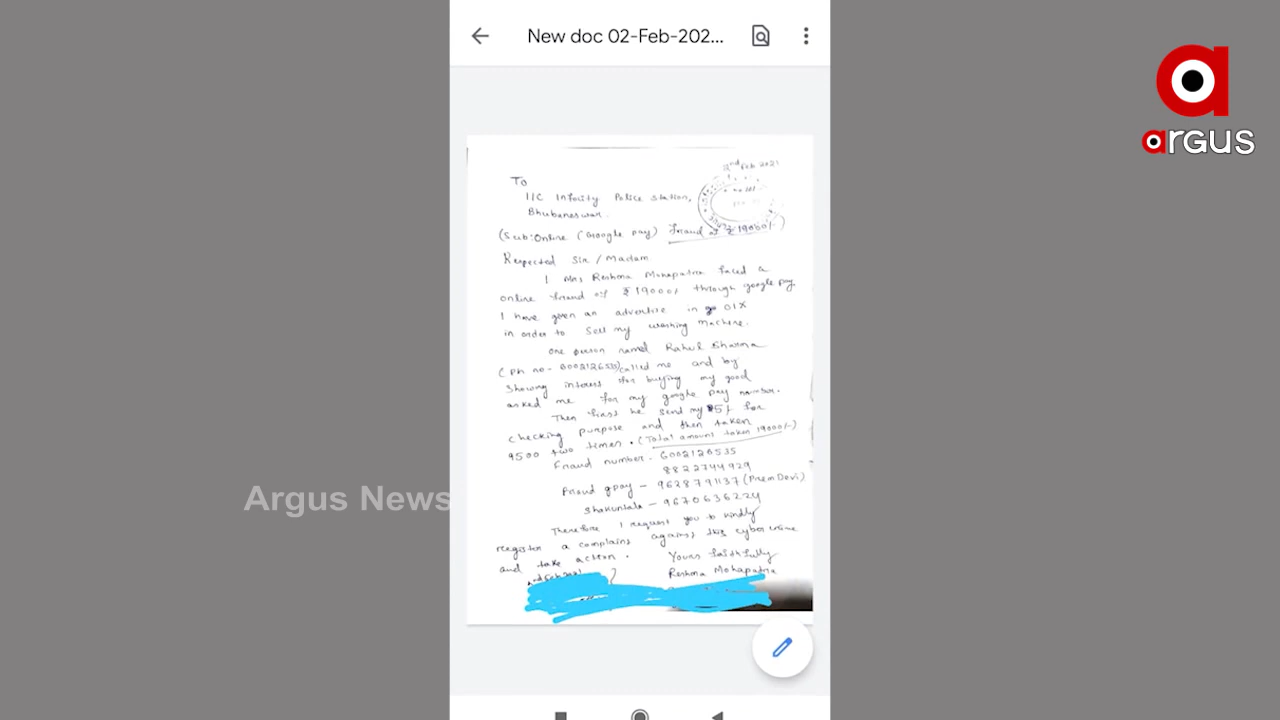 New doc 02-Feb-202...
argus
2nd Feb 2021
To
IIC Infocity Police Station,
Bhubaneswar.
(Sub: Online (Google pay) fraud of ₹19000/-)
Respected Sir / Madam
I Mrs Reshma Mohapatra faced a
online fraud of ₹19000/- through google pay
I have given an advertise in OLX
in order to sell my washing machine.
One person named Rahul Sharma
(Ph no- called me and by
showing interest for buying my good
asked me for my google pay number.
Then first he send my 5/- for
checking purpose and then taken
9500 two times. (Total amount taken 19000/-)
Fraud number - 6002126535
8822744929
Fraud gpay - 9628791137 (Prem Devi)
Shakuntala - 9670636224
Therefore I request you to kindly
register a complaint against this cyber crime
and take action.
Yours faithfully
Reshma Mohapatra
Argus News